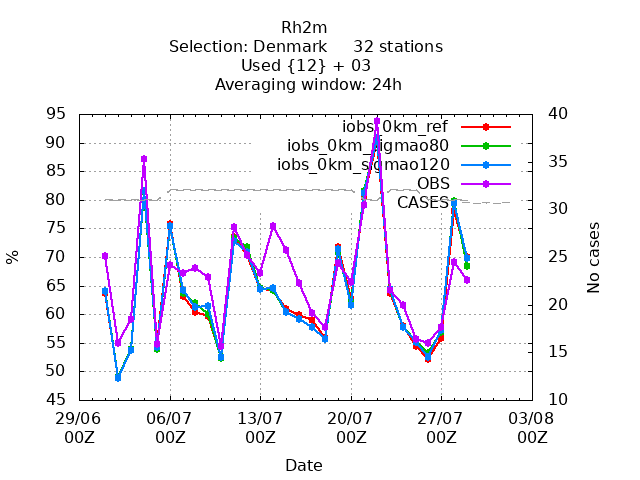 Rh2m
Selection: Denmark 32 stations
Used {12} + 03
Averaging window: 24h
95 40
90
85 35
80
75 30
70
65 25
60 20
55
50 15
45 10
iobs_0km_ref
iobs_0km_sigmao80
iobs_0km_sigmao120
OBS
CASES
%
No cases
29/06 06/07 13/07 20/07 27/07 03/08
00Z 00Z 00Z 00Z 00Z 00Z
Date